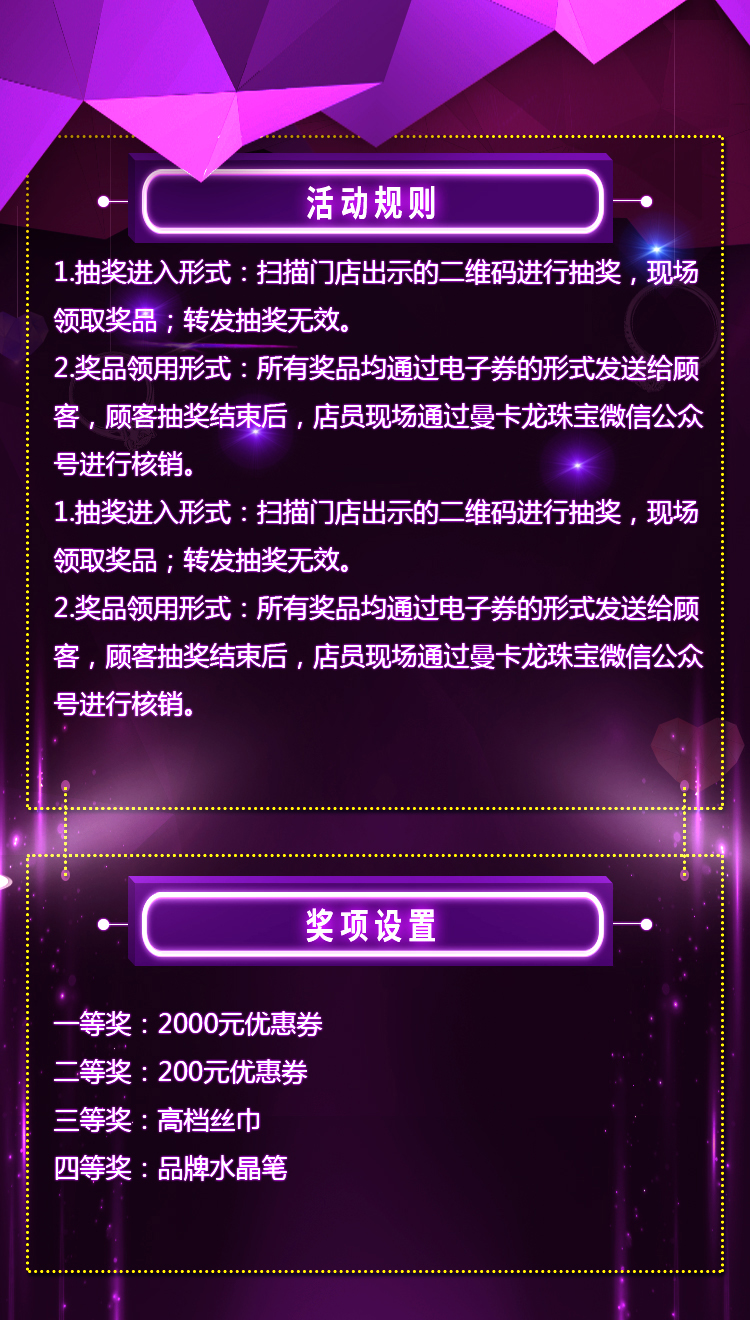 活动规则
1.抽奖进入形式：扫描门店出示的二维码进行抽奖，现场
领取奖品；转发抽奖无效。
2.奖品领用形式：所有奖品均通过电子券的形式发送给顾
客，顾客抽奖结束后，店员现场通过曼卡龙珠宝微信公众
号进行核销。
1.抽奖进入形式：扫描门店出示的二维码进行抽奖，现场
领取奖品；转发抽奖无效。
2.奖品领用形式：所有奖品均通过电子券的形式发送给顾
客，顾客抽奖结束后，店员现场通过曼卡龙珠宝微信公众
号进行核销。
奖项设置
一等奖：2000元优惠券
二等奖：200元优惠券
三等奖：高档丝巾
四等奖：品牌水晶笔